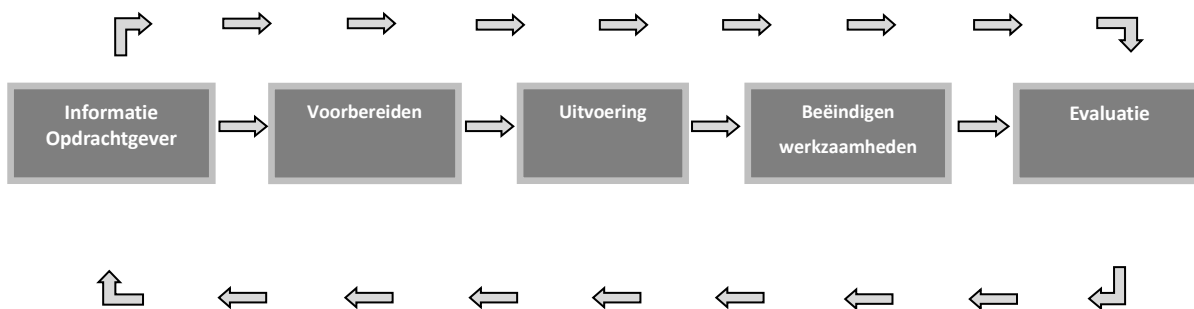 Informatie
Opdrachtgever
Voorbereiden
Uitvoering
Beëindigen
werkzaamheden
Evaluatie